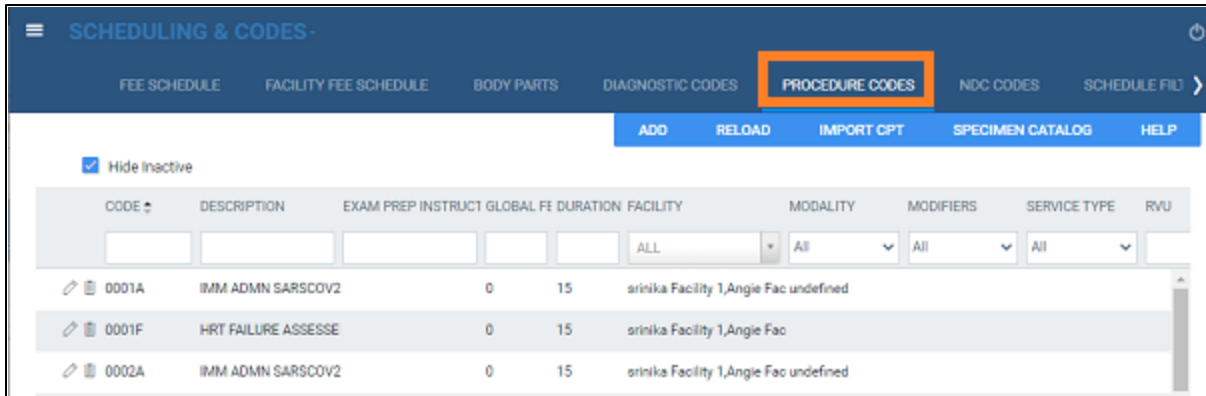 SCHEDULING & CODES-
FEE SCHEDULE FACILITY FEE SCHEDULE BODY PARTS DIAGNOSTIC CODES PROCEDURE CODES NDC CODES SCHEDULE FILT
ADD RELOAD IMPORT CPT SPECIMEN CATALOG HELP
Hide Inactive
CODE DESCRIPTION EXAM PREP INSTRUCT GLOBAL FE DURATION FACILITY MODALITY MODIFIERS SERVICE TYPE RVU
ALL All All All
0001A IMM ADMN SARSCOV2 0 15 srinika Facility 1,Angie Fac undefined
0001F HRT FAILURE ASSESSE 0 15 srinika Facility 1,Angie Fac
0002A IMM ADMN SARSCOV2 0 15 srinika Facility 1,Angie Fac undefined